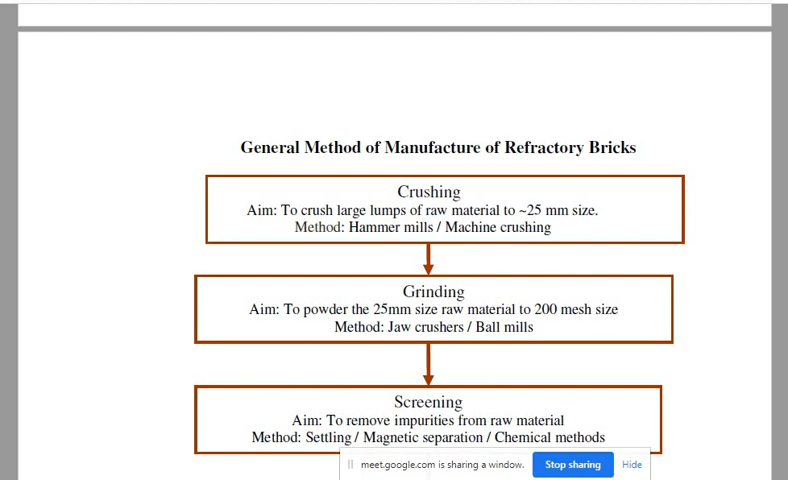 General Method of Manufacture of Refractory Bricks
Crushing
Aim: To crush large lumps of raw material to ~25 mm size.
Method: Hammer mills / Machine crushing
Grinding
Aim: To powder the 25mm size raw material to 200 mesh size
Method: Jaw crushers / Ball mills
Screening
Aim: To remove impurities from raw material
Method: Settling / Magnetic separation / Chemical methods
meet.google.com is sharing a window. Stop sharing Hide